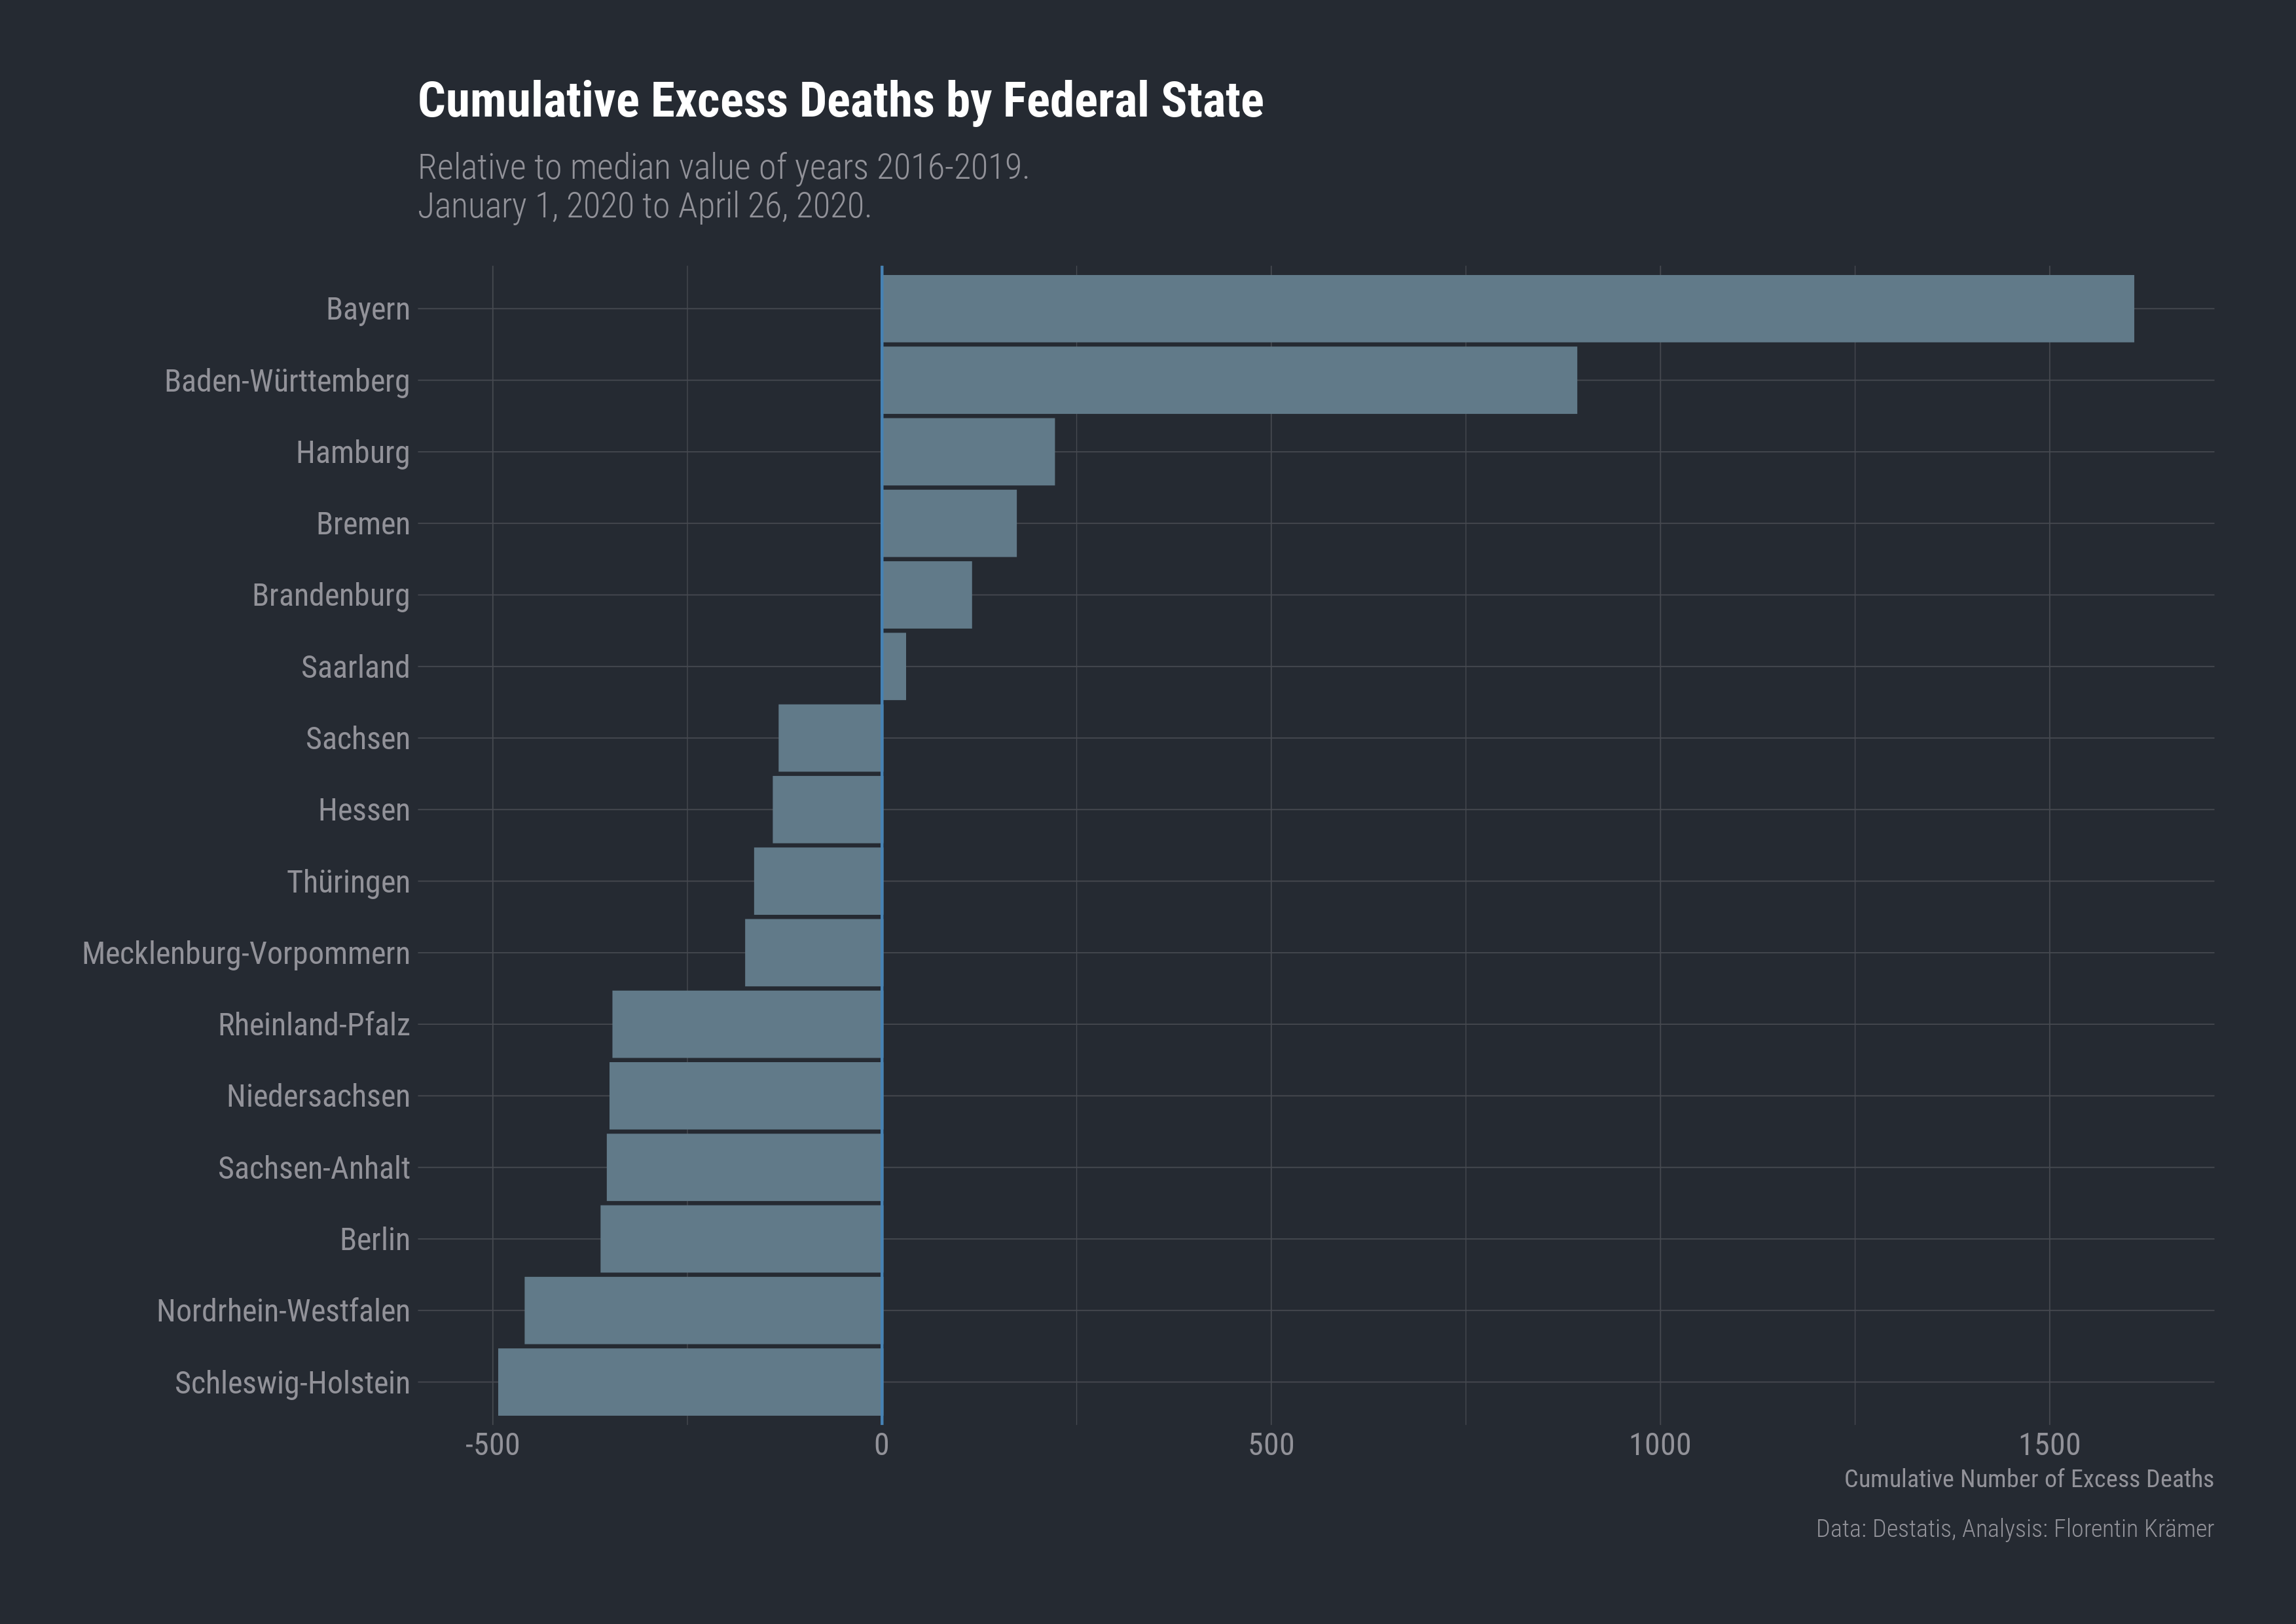 Cumulative Excess Deaths by Federal State
Relative to median value of years 2016-2019.
January 1, 2020 to April 26, 2020.
Bayern
Baden-Württemberg
Hamburg
Bremen
Brandenburg
Saarland
Sachsen
Hessen
Thüringen
Mecklenburg-Vorpommern
Rheinland-Pfalz
Niedersachsen
Sachsen-Anhalt
Berlin
Nordrhein-Westfalen
Schleswig-Holstein
-500 0 500 1000 1500
Cumulative Number of Excess Deaths
Data: Destatis, Analysis: Florentin Krämer